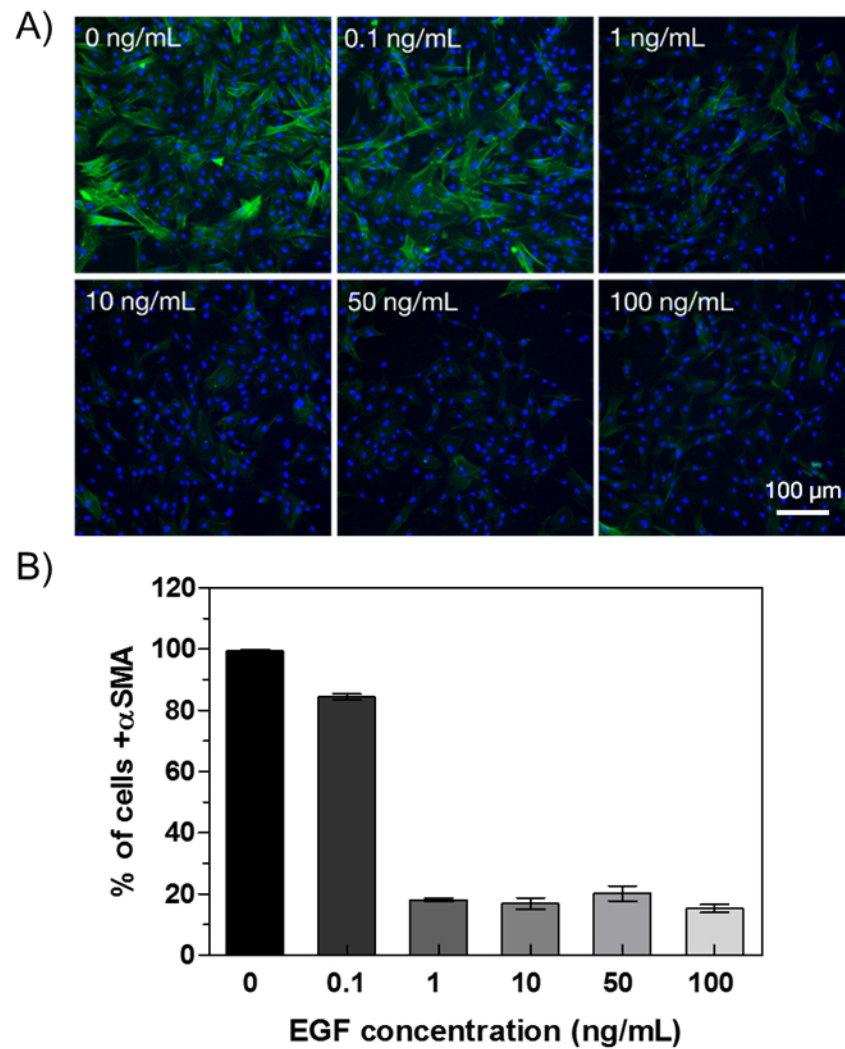 A)
0 ng/mL
0.1 ng/mL
1 ng/mL
10 ng/mL
50 ng/mL
100 ng/mL
100 µm
B)
120
100
80
60
40
20
0
% of cells +αSMA
0
0.1
1
10
50
100
EGF concentration (ng/mL)